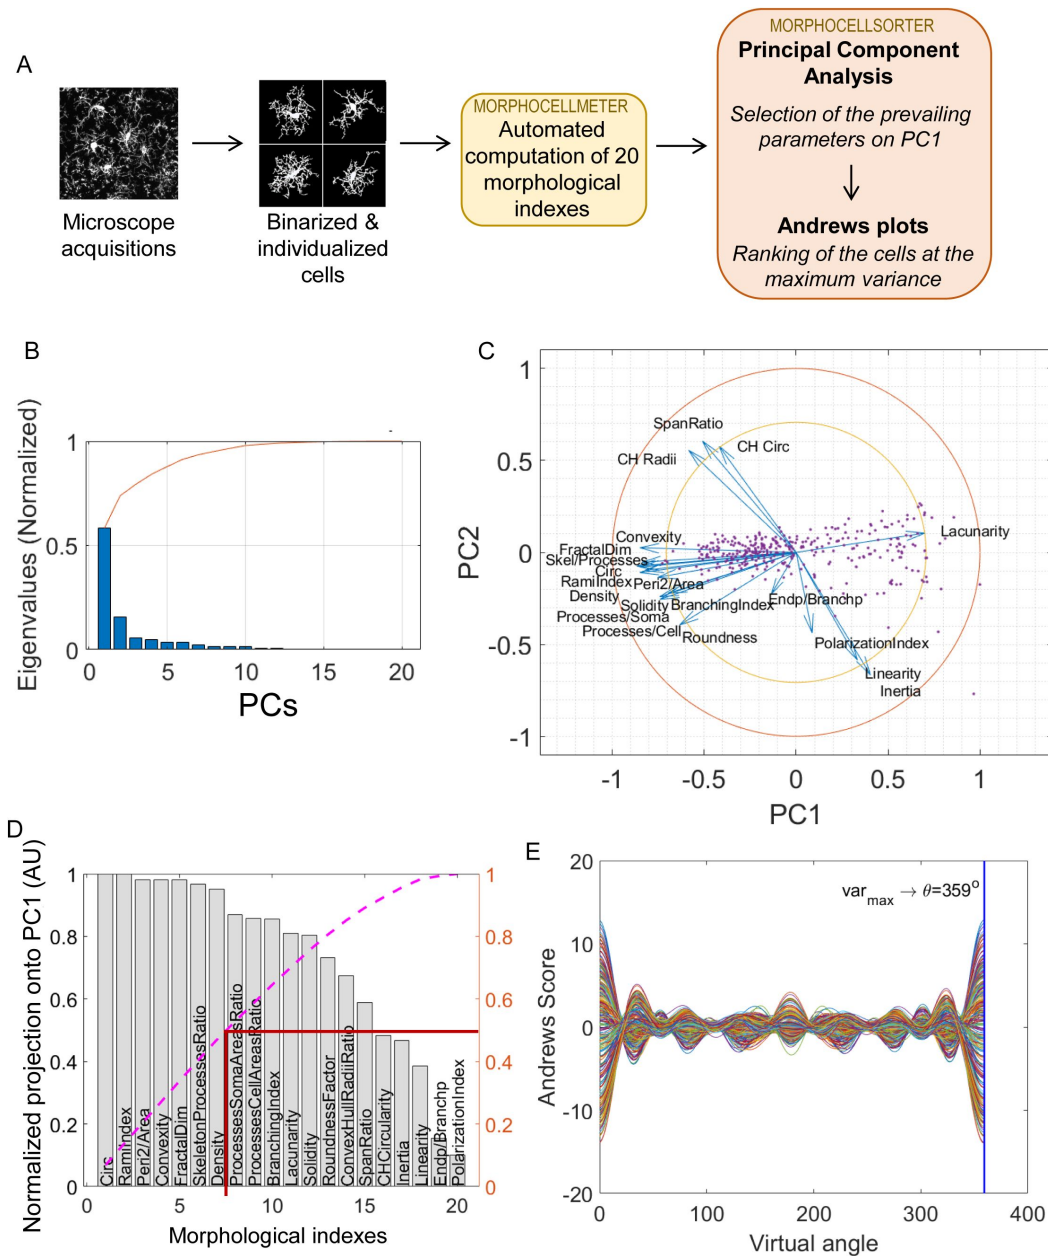 A
Microscope
acquisitions
Binarized &
individualized
cells
MORPHOCELLMETER
Automated
computation of 20
morphological
indexes
MORPHOCELLSORTER
Principal Component
Analysis
Selection of the prevailing
parameters on PC1
Andrews plots
Ranking of the cells at the
maximum variance
B
Eigenvalues (Normalized)
1
0.5
0
0
5
10
15
20
PCs
C
PC2
1
0.5
0
-0.5
-1
-1
-0.5
0
0.5
1
PC1
SpanRatio
CH Circ
CH Radii
Lacunarity
Convexity
FractalDim
Skel/Processes
Circ
RamiIndex
Peri2/Area
Density
Solidity
BranchingIndex
Endp/Branchp
Processes/Soma
Processes/Cell
Roundness
PolarizationIndex
Linearity
Inertia
D
Normalized projection onto PC1 (AU)
1
0.8
0.6
0.4
0.2
0
1
0.8
0.6
0.4
0.2
0
Circ
RamiIndex
Peri2/Area
Convexity
FractalDim
SkeletonProcessesRatio
Density
ProcessesSomaAreasRatio
ProcessesCellAreasRatio
BranchingIndex
Lacunarity
Solidity
RoundnessFactor
ConvexHullRadiiRatio
SpanRatio
CHCircularity
Inertia
Linearity
Endp/Branchp
PolarizationIndex
0
5
10
15
20
Morphological indexes
E
Andrews Score
20
10
0
-10
-20
var max → θ=359°
0
100
200
300
400
Virtual angle